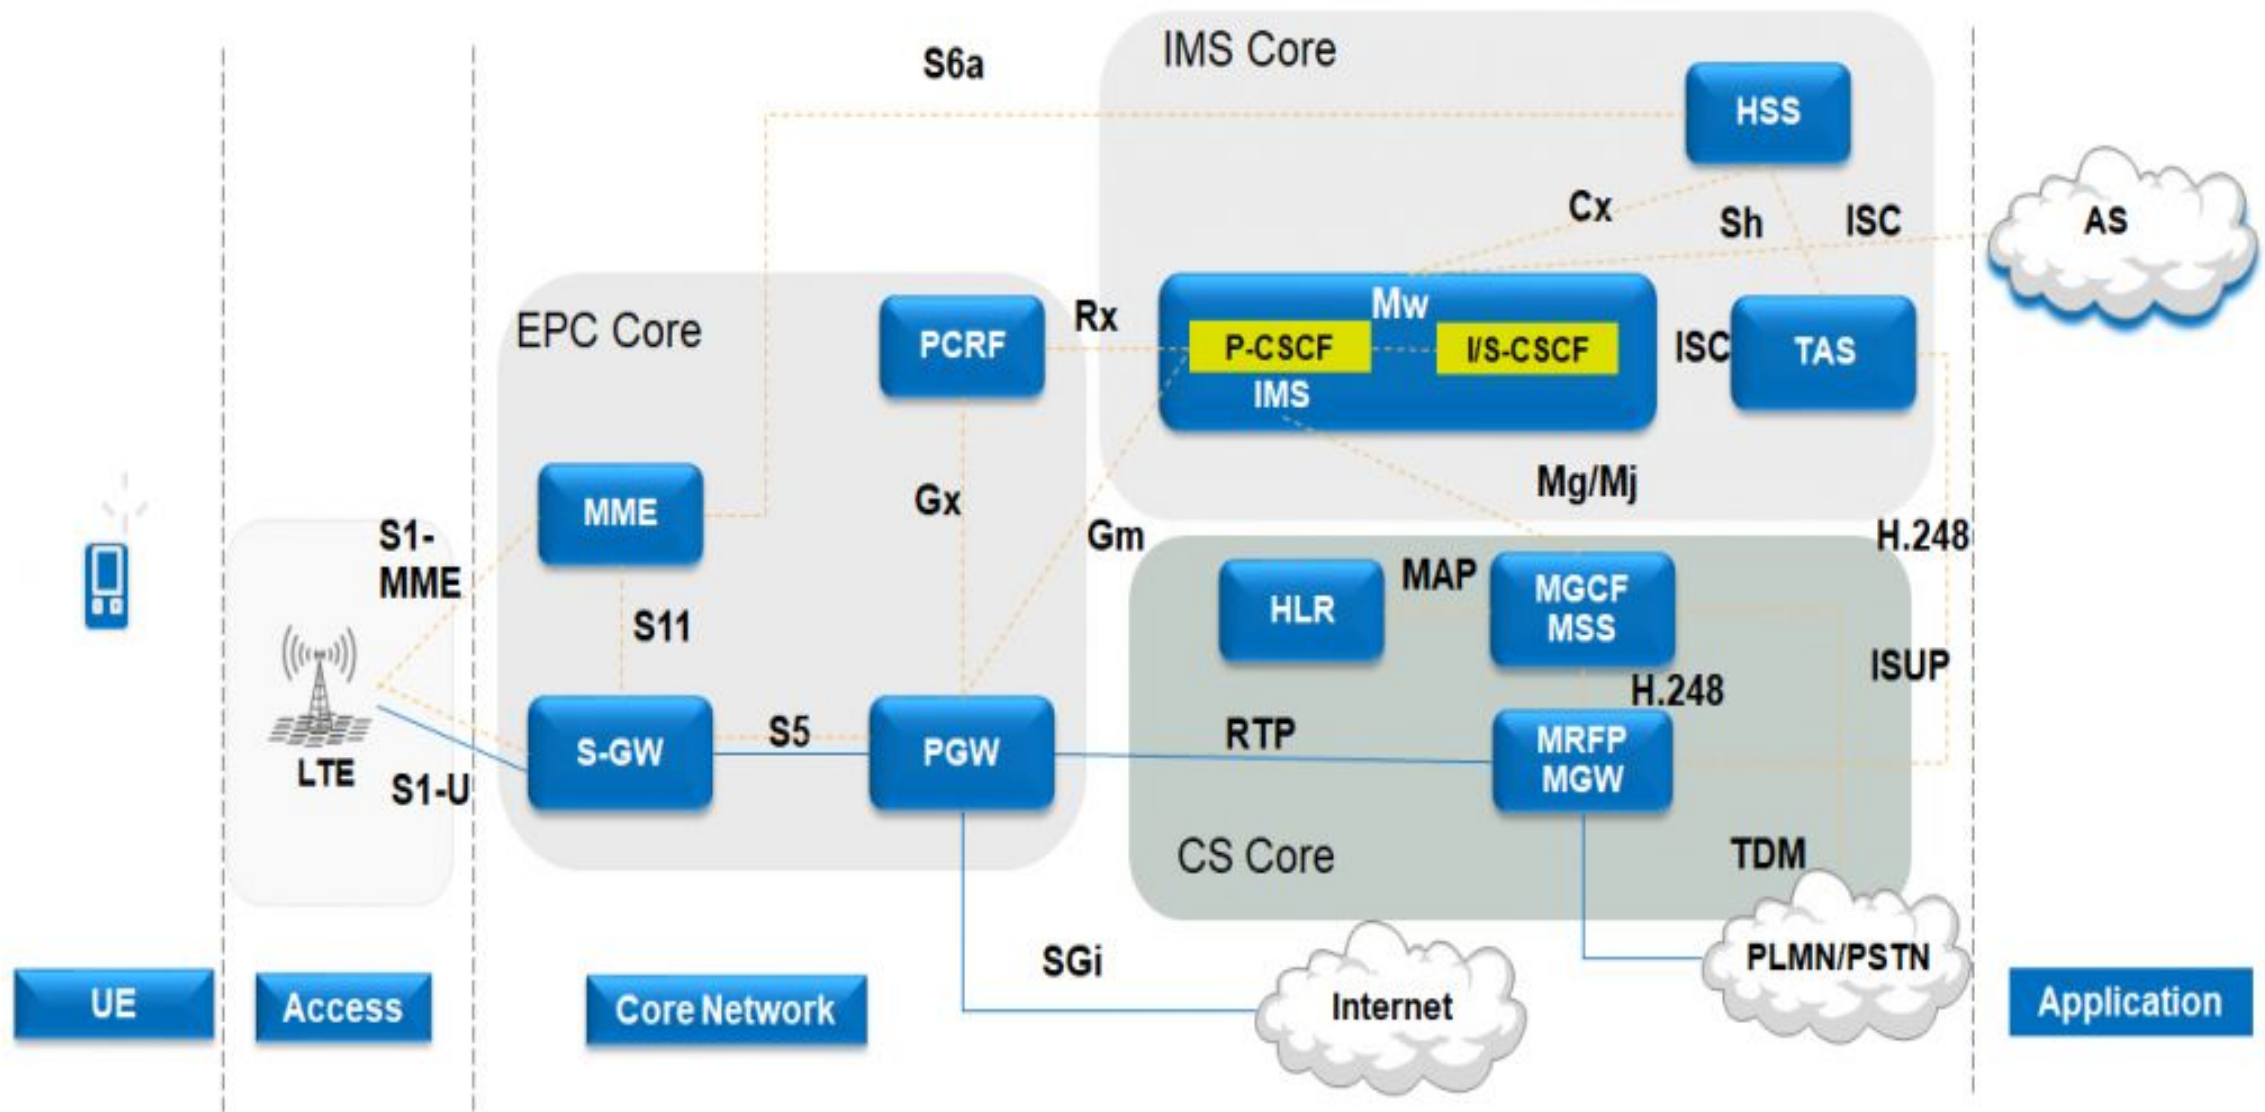 IMS Core
S6a
HSS
Cx
Sh
ISC
AS
EPC Core
PCRF
Rx
Mw
P-CSCF
I/S-CSCF
IMS
ISC
TAS
MME
Gx
Mg/Mj
S1-
MME
Gm
H.248
HLR
MAP
MGCF
MSS
S11
ISUP
H.248
S-GW
S5
PGW
RTP
MRFP
MGW
LTE
S1-U
CS Core
TDM
SGi
PLMN/PSTN
Internet
UE
Access
Core Network
Application